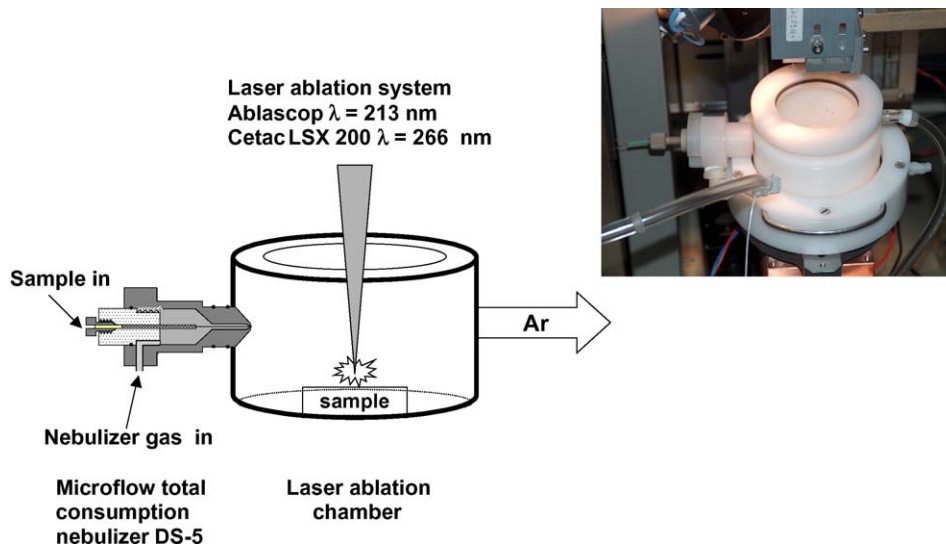 Laser ablation system
Ablascop λ = 213 nm
Cetac LSX 200 λ = 266 nm
Sample in
Ar
sample
Nebulizer gas in
Microflow total
consumption
nebulizer DS-5
Laser ablation
chamber